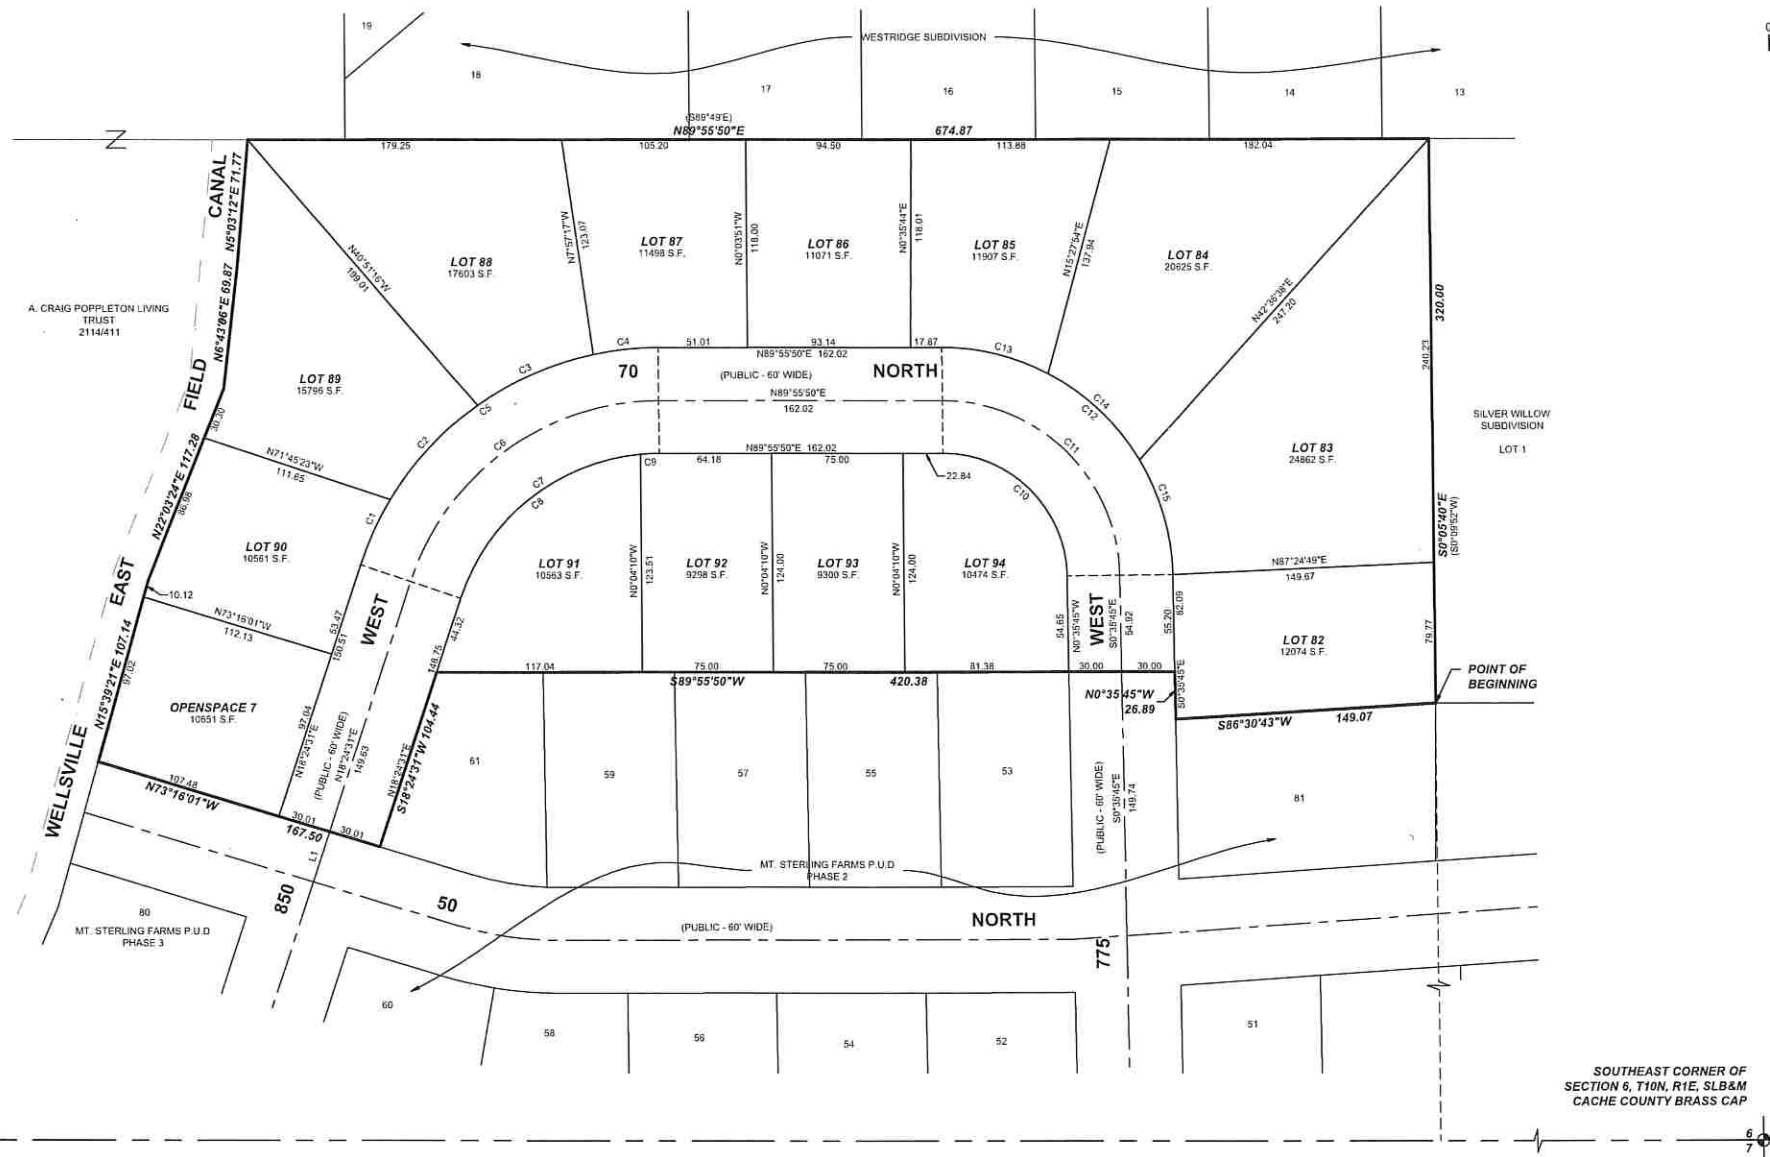 19
WESTRIDGE SUBDIVISION
18
17
16
15
14
13
(S89°49'E)
N89°55'50"E
674.87
179.25
105.20
94.50
113.88
182.04
CANAL
N5°03'12"E 71.77
N6°43'06"E 69.87
FIELD
N22°03'24"E 117.28
30.30
86.98
EAST
10.12
N15°39'21"E 107.14
97.02
WELLSVILLE
A. CRAIG POPPLETON LIVING
TRUST
2114/411
N40°51'16"W
199.01
LOT 88
17603 S.F.
N7°57'17"W
123.07
LOT 87
11498 S.F.
N0°03'51"W
118.00
LOT 86
11071 S.F.
N0°35'44"E
118.01
LOT 85
11907 S.F.
N15°27'54"E
137.94
LOT 84
20625 S.F.
N42°36'38"E
247.20
320.00
240.23
S0°05'40"E
(S0°09'52"W)
SILVER WILLOW
SUBDIVISION
LOT 1
LOT 89
15796 S.F.
C1
C2
C3
C4
C5
C6
C7
C8
C9
C10
C11
C12
C13
C14
C15
51.01
93.14
17.87
N89°55'50"E 162.02
70
(PUBLIC - 60' WIDE)
NORTH
N89°55'50"E
162.02
N89°55'50"E 162.02
64.18
75.00
22.84
N71°45'23"W
111.65
LOT 90
10561 S.F.
N73°16'01"W
112.13
LOT 91
10563 S.F.
N0°04'10"W
123.51
LOT 92
9298 S.F.
N0°04'10"W
124.00
LOT 93
9300 S.F.
N0°04'10"W
124.00
LOT 94
10474 S.F.
LOT 83
24862 S.F.
N87°24'49"E
149.67
LOT 82
12074 S.F.
79.77
POINT OF
BEGINNING
S86°30'43"W
149.07
54.65
N0°35'45"W
WEST
S0°35'45"E
54.92
55.20
62.09
S0°35'45"E
N0°35'45"W
26.89
117.04
75.00
75.00
81.38
30.00
30.00
S89°55'50"W
420.38
WEST
53.47
150.51
44.32
148.75
97.04
N18°24'31"E
(PUBLIC - 60' WIDE)
N18°24'31"E
149.63
N18°24'31"E
S18°24'31"W 104.44
OPENSPACE 7
10651 S.F.
107.48
N73°16'01"W
30.01
30.01
167.50
L1
850
61
59
57
55
53
81
(PUBLIC - 60' WIDE)
S0°35'45"E
149.74
MT. STERLING FARMS P.U.D
PHASE 2
50
(PUBLIC - 60' WIDE)
NORTH
775
80
MT. STERLING FARMS P.U.D
PHASE 3
60
58
56
54
52
51
SOUTHEAST CORNER OF
SECTION 6, T10N, R1E, SLB&M
CACHE COUNTY BRASS CAP
6
7